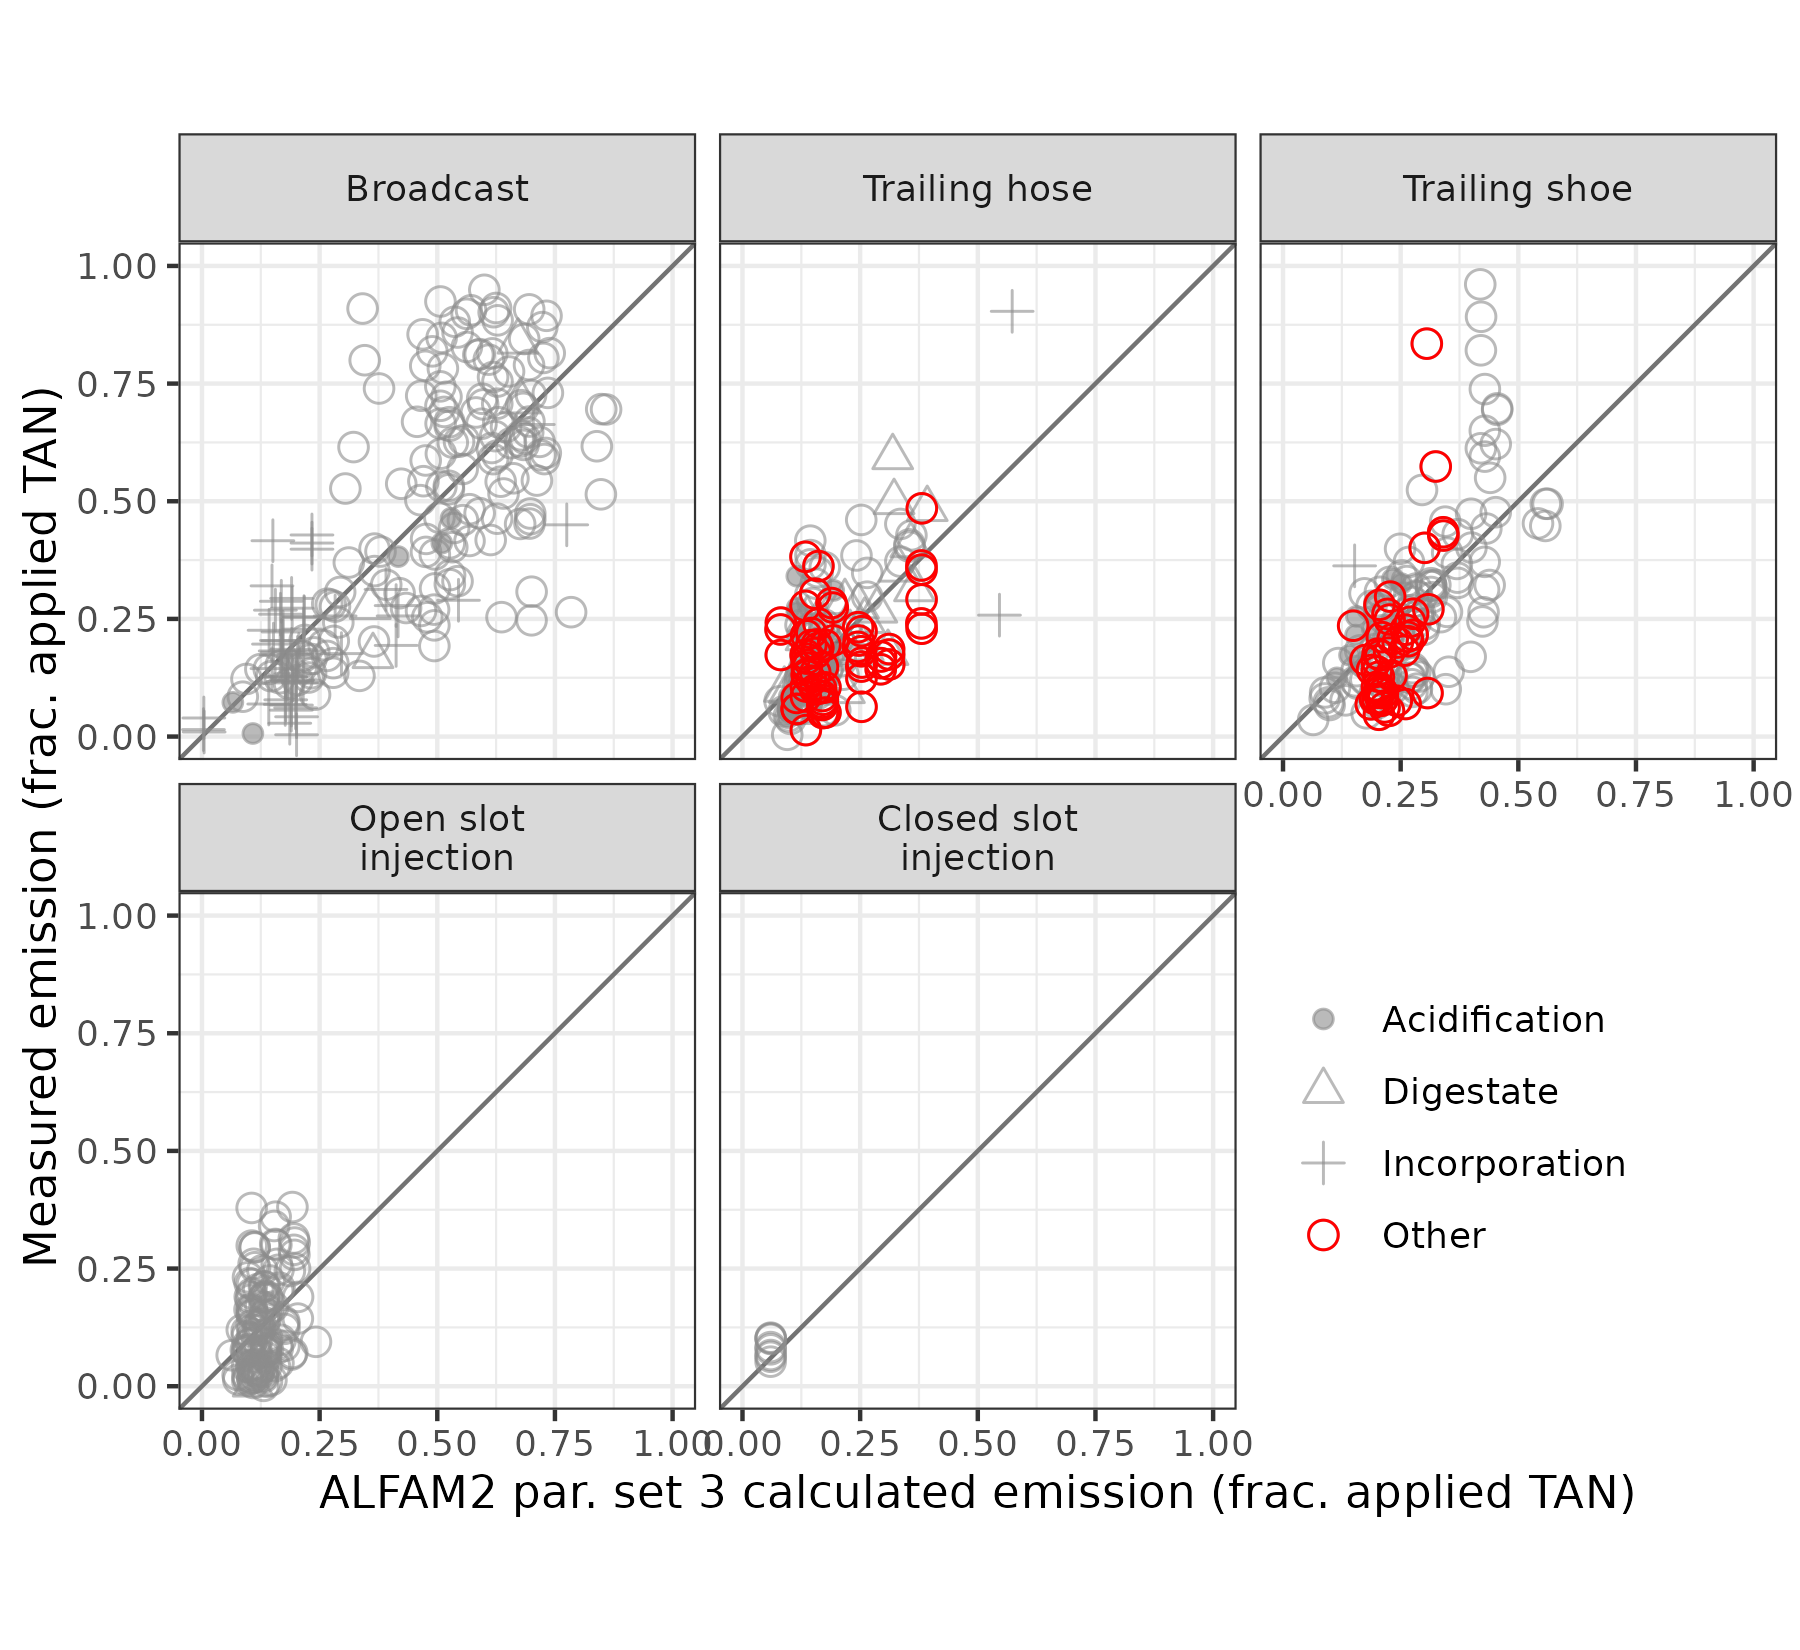 Broadcast
Trailing hose
Trailing shoe
1.00
0.75
0.50
0.25
0.00
0.00 0.25 0.50 0.75 1.00
Open slot
injection
Closed slot
injection
1.00
0.75
0.50
0.25
0.00
0.00 0.25 0.50 0.75 1.00
0.00 0.25 0.50 0.75 1.00
Measured emission (frac. applied TAN)
ALFAM2 par. set 3 calculated emission (frac. applied TAN)
Acidification
Digestate
Incorporation
Other